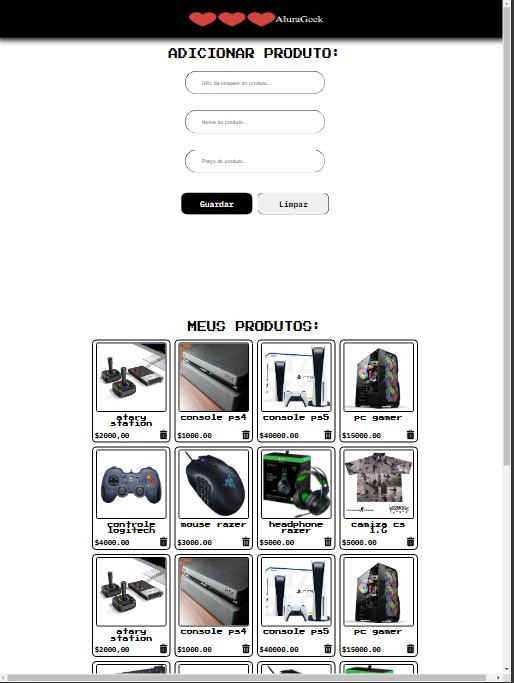 AluraGeek
ADICIONAR PRODUTO:
URL da imagem do produto...
Nome do produto...
Preço do produto...
Guardar Limpar
MEUS PRODUTOS:
atary
station
console ps4
console ps5
pc gamer
$2000,00 $1000.00 $40000.00 $15000.00
controle
logitech
mouse razer
headphone
razer
camiza cs
1.6
$4000.00 $3000.00 $5000.00 $5000.00
atary
station
console ps4
console ps5
pc gamer
$2000,00 $1000.00 $40000.00 $15000.00